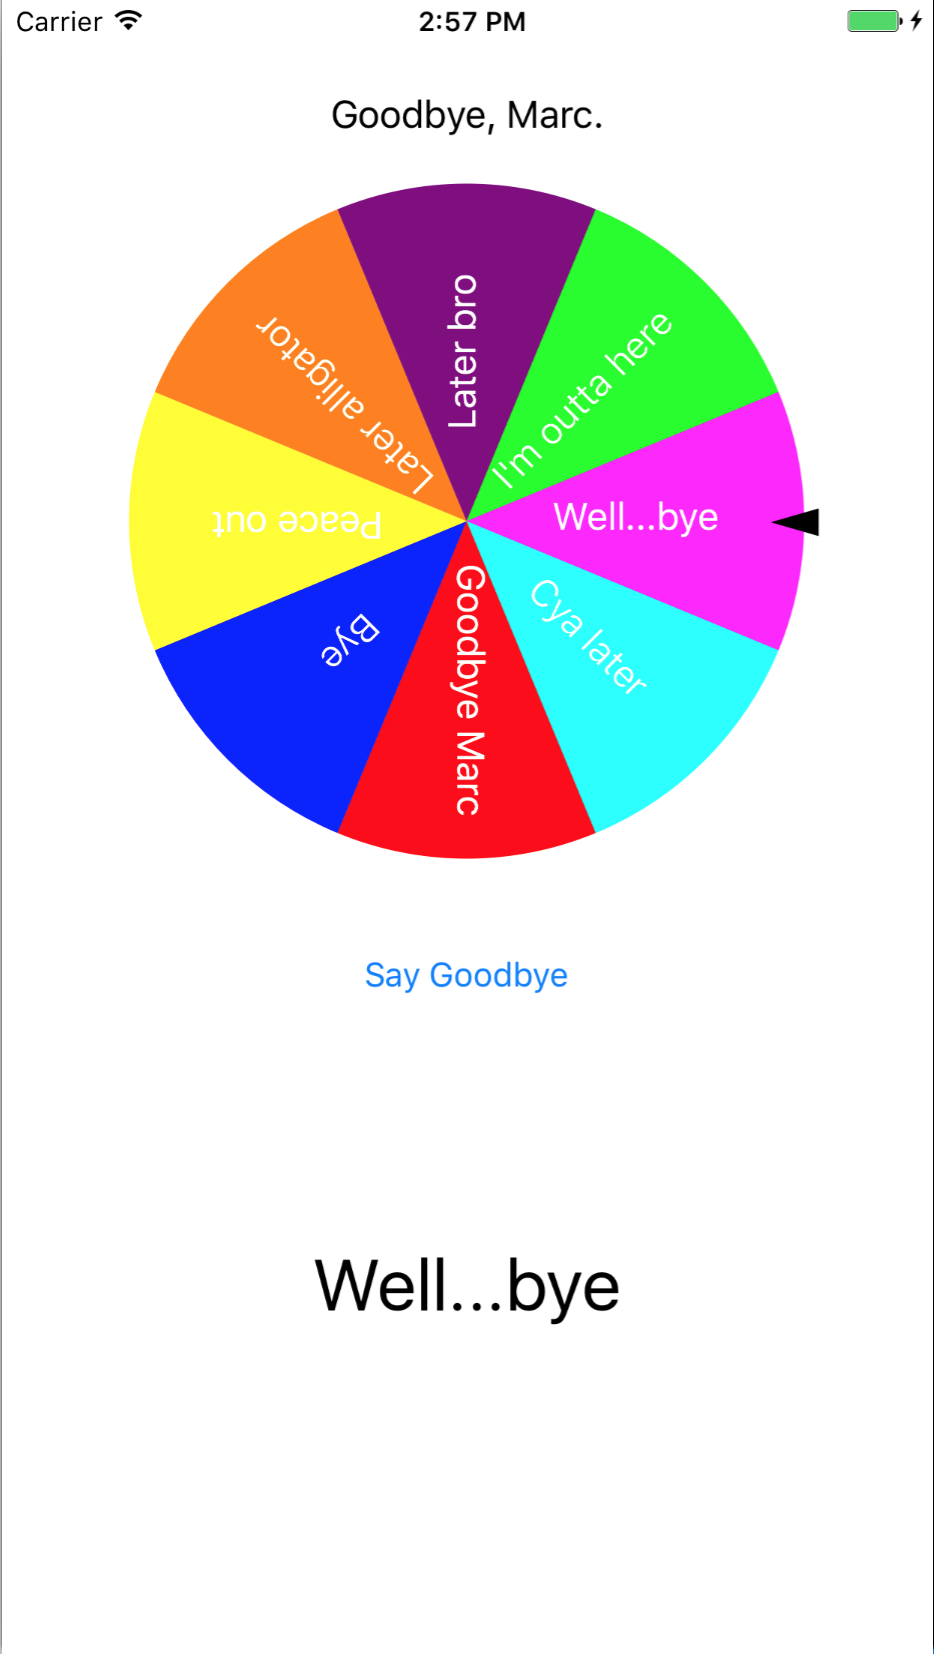 Carrier 2:57 PM
Goodbye, Marc.
Later bro
I'm outta here
Well...bye
Cya later
Goodbye Marc
Bye
Peace out
Later alligator
Say Goodbye
Well...bye